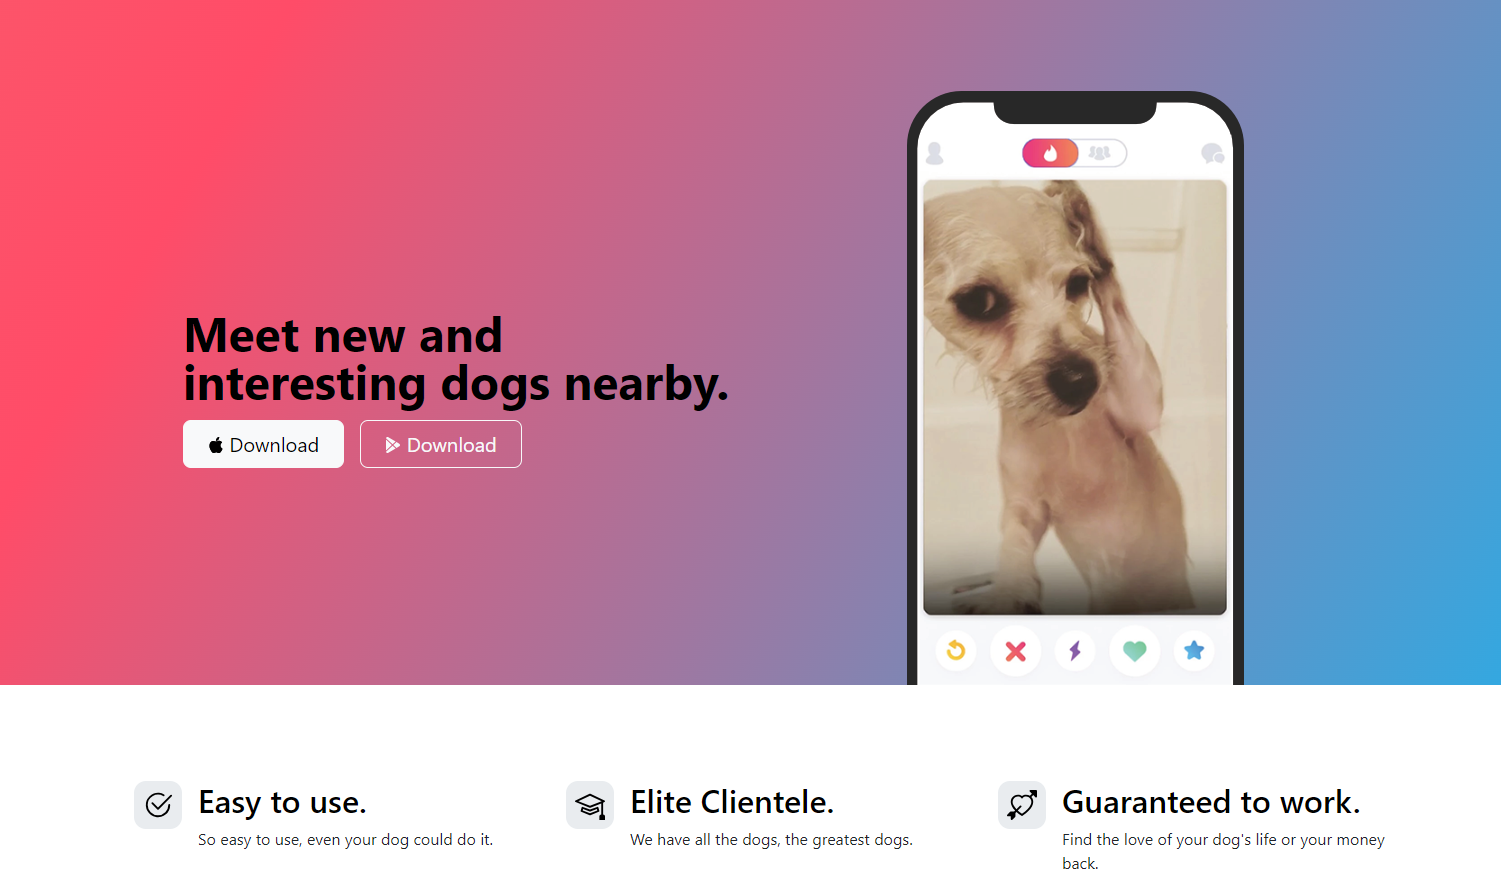 Meet new and
interesting dogs nearby.
Download
Download
Easy to use.
So easy to use, even your dog could do it.
Elite Clientele.
We have all the dogs, the greatest dogs.
Guaranteed to work.
Find the love of your dog's life or your money
back.